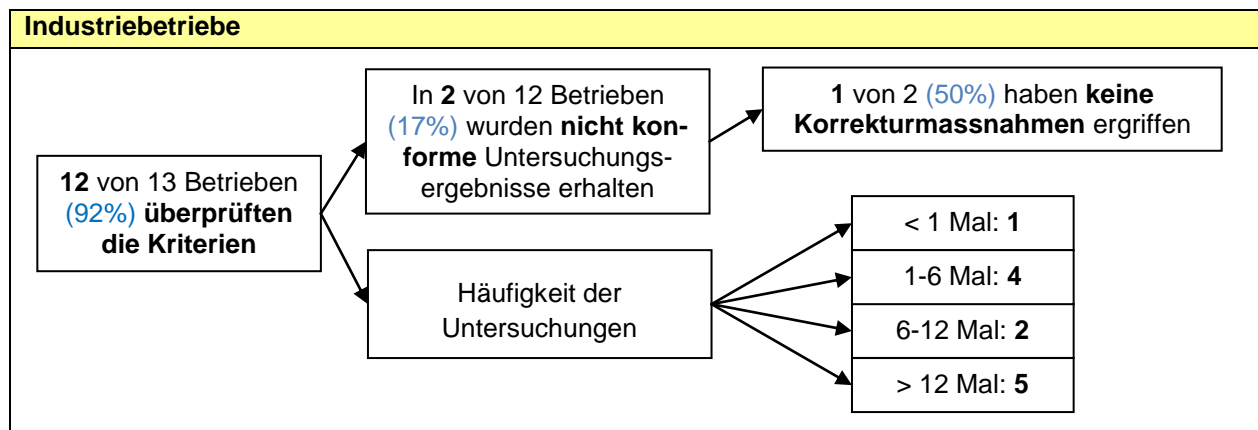 Industriebetriebe
12 von 13 Betrieben
(92%) überprüften
die Kriterien
In 2 von 12 Betrieben
(17%) wurden nicht kon-
forme Untersuchungs-
ergebnisse erhalten
1 von 2 (50%) haben keine
Korrekturmassnahmen ergriffen
Häufigkeit der
Untersuchungen
< 1 Mal: 1
1-6 Mal: 4
6-12 Mal: 2
> 12 Mal: 5